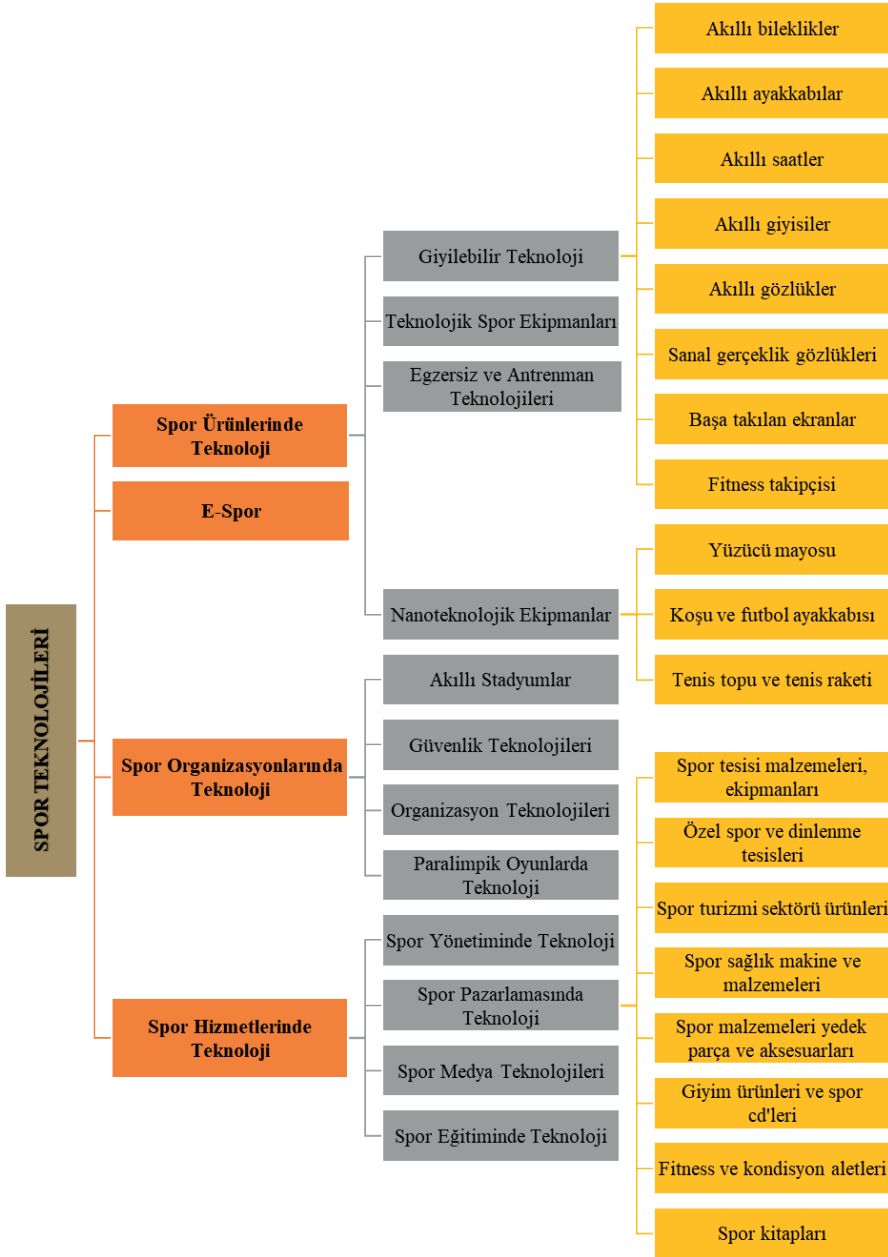 SPOR TEKNOLOJİLERİ
Spor Ürünlerinde
Teknoloji
Giyilebilir Teknoloji
Akıllı bileklikler
Akıllı ayakkabılar
Akıllı saatler
Akıllı giyisiler
Akıllı gözlükler
Sanal gerçeklik gözlükleri
Başa takılan ekranlar
Fitness takipçisi
Teknolojik Spor Ekipmanları
Egzersiz ve Antrenman
Teknolojileri
Nanoteknolojik Ekipmanlar
Yüzücü mayosu
Koşu ve futbol ayakkabısı
Tenis topu ve tenis raketi
E-Spor
Spor Organizasyonlarında
Teknoloji
Akıllı Stadyumlar
Güvenlik Teknolojileri
Organizasyon Teknolojileri
Paralimpik Oyunlarda
Teknoloji
Spor Hizmetlerinde
Teknoloji
Spor Yönetiminde Teknoloji
Spor Pazarlamasında
Teknoloji
Spor tesisi malzemeleri,
ekipmanları
Özel spor ve dinlenme
tesisleri
Spor turizmi sektörü ürünleri
Spor sağlık makine ve
malzemeleri
Spor malzemeleri yedek
parça ve aksesuarları
Giyim ürünleri ve spor
cd'leri
Fitness ve kondisyon aletleri
Spor kitapları
Spor Medya Teknolojileri
Spor Eğitiminde Teknoloji